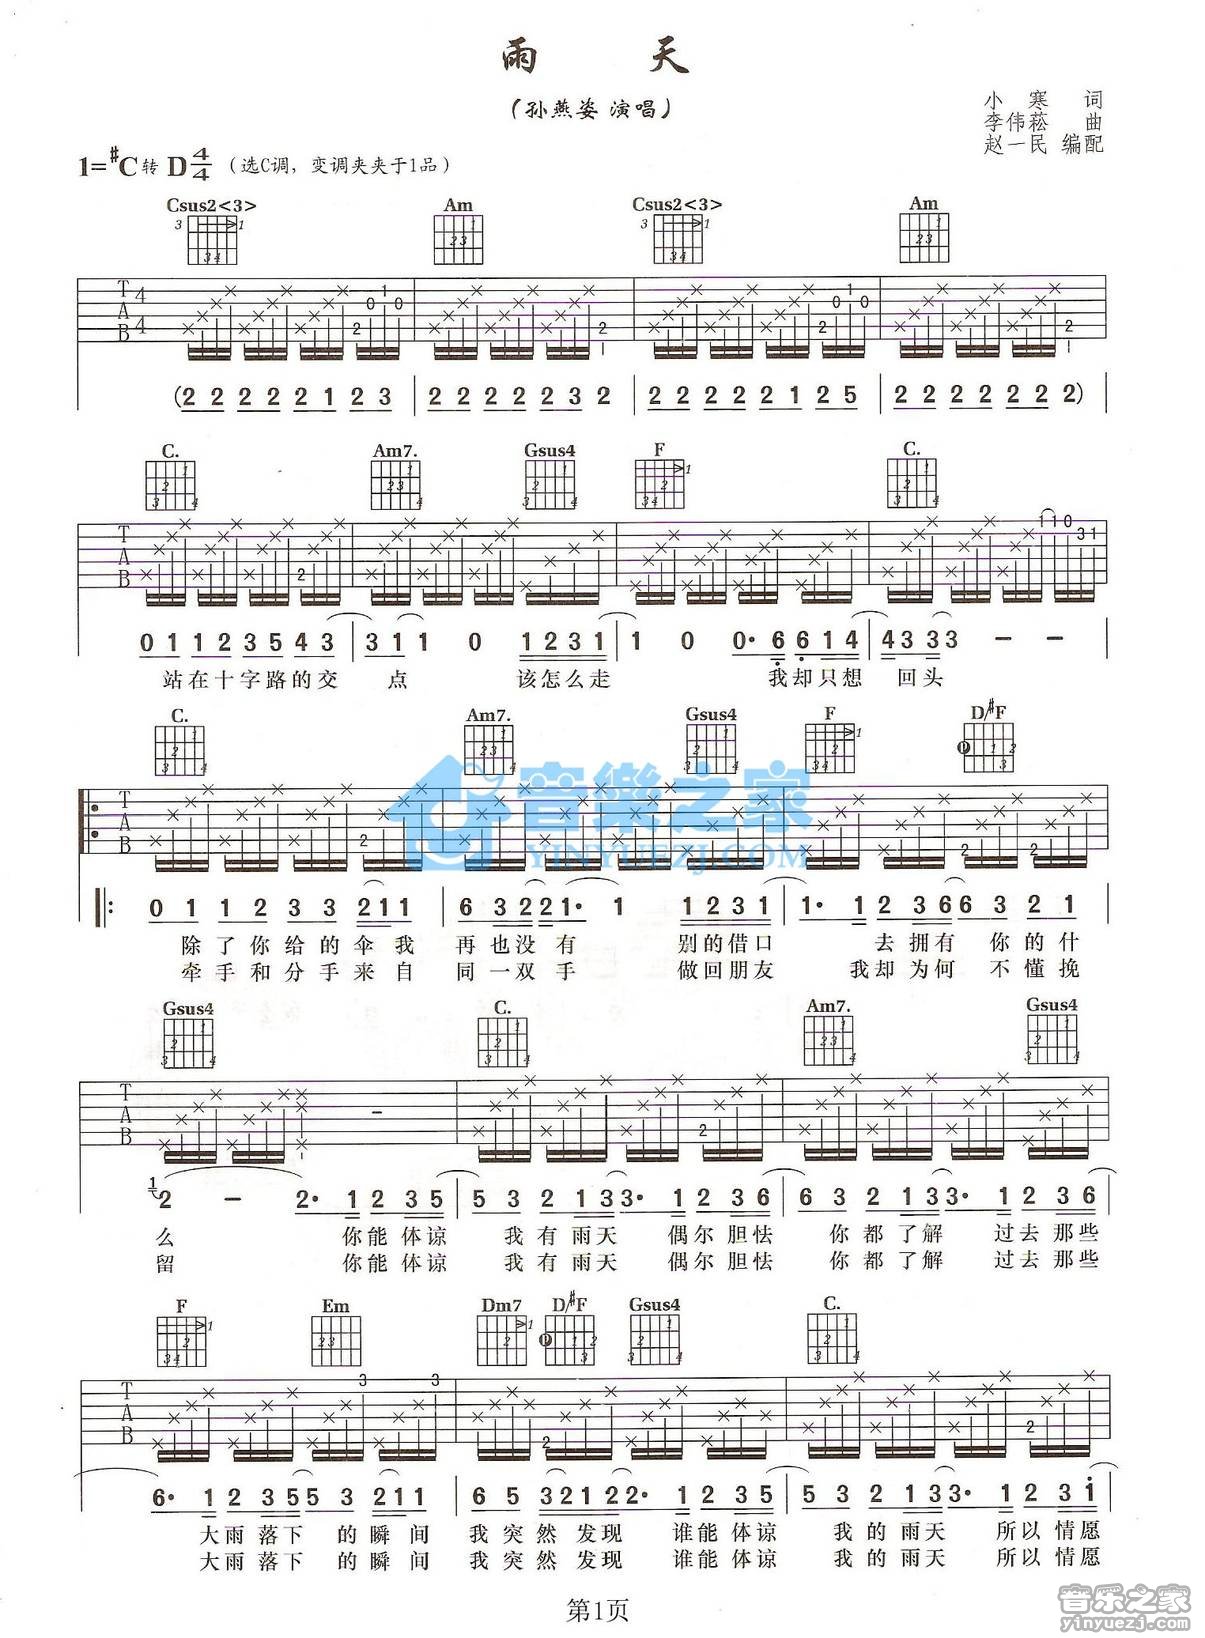 雨 天
(孙燕姿 演唱)
小 寒 词
李伟菘 曲
赵一民 编配
1=#C 转 D 4/4 (选C调，变调夹夹于1品)
Csus2<3> Am Csus2<3> Am
(2 2 2 2 2 1 2 3 2 2 2 2 2 2 3 2 2 2 2 2 2 1 2 5 2 2 2 2 2 2 2 2)
C. Am7. Gsus4 F C.
0 1 1 2 3 5 4 3 3 1 1 0 1 2 3 1 1 0 0· 6 6 1 4 4 3 3 3 3 – –
站在十字路的交 点 该怎么走 我却只想 回头
C. Am7. Gsus4 F D/#F
音樂之家
YINYUEZJ.COM
0 1 1 2 3 3 2 1 1 6 3 2 2 1· 1 1 2 3 1 1· 1 2 3 6 6 3 2 1
除了你给的伞我 再也没有 别的借口 去拥有 你的什
牵手和分手来自 同一双手 做回朋友 我却为何 不懂挽
Gsus4 C. Am7. Gsus4
2 – 2· 1 2 3 5 5 3 2 1 3 3· 1 2 3 6 6 3 2 1 3 3· 1 2 3 6
么 你能体谅 我有雨天 偶尔胆怯 你都了解 过去那些
留 你能体谅 我有雨天 偶尔胆怯 你都了解 过去那些
F Em Dm7 D/#F Gsus4 C.
6· 1 2 3 5 5 3 2 1 1 6 5 3 2 1 2 2· 1 2 3 5 5 3 2 1 3 3· 1 2 3 i
大雨落下 的瞬间 我突然发现 谁能体谅 我的雨天 所以情愿
大雨落下 的瞬间 我突然发现 谁能体谅 我的雨天 所以情愿
第1页
音乐之家
yinyuezj.com